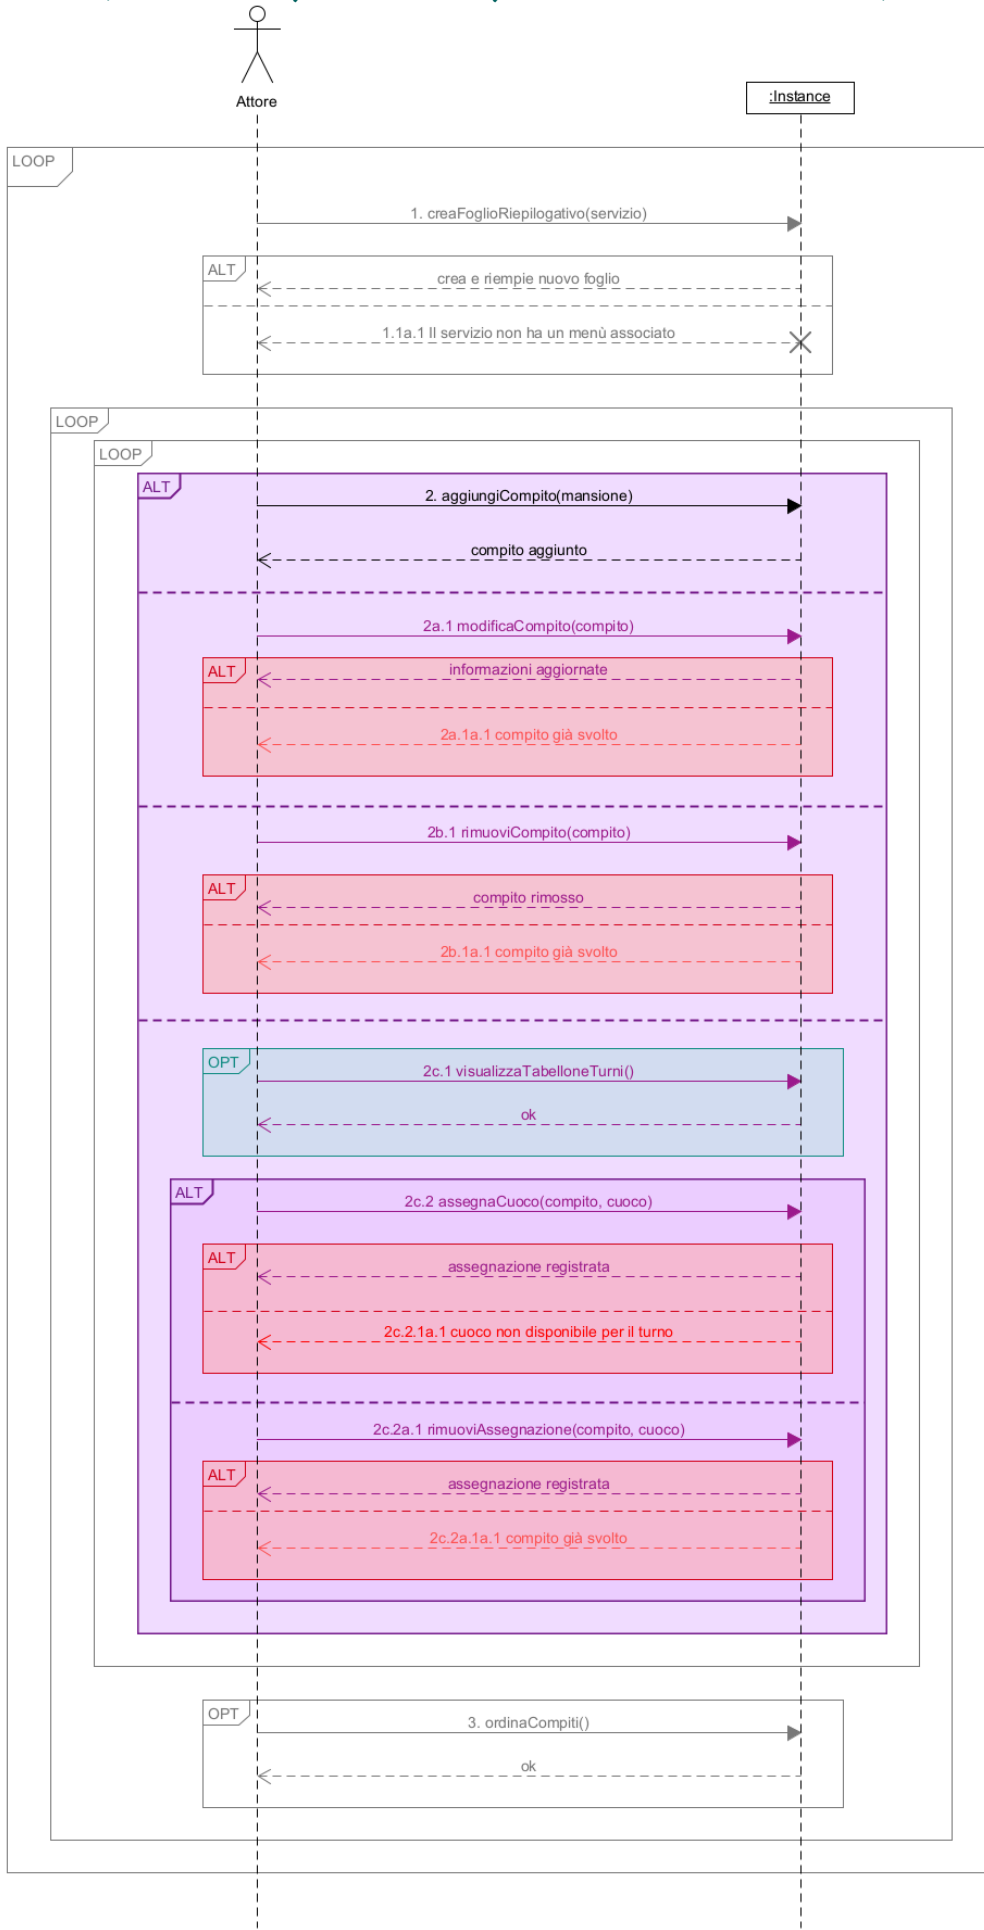 Attore
:Instance
LOOP
1. creaFoglioRiepilogativo(servizio)
ALT
crea e riempie nuovo foglio
1.1a.1 Il servizio non ha un menù associato
LOOP
LOOP
ALT
2. aggiungiCompito(mansione)
compito aggiunto
2a.1 modificaCompito(compito)
ALT
informazioni aggiornate
2a.1a.1 compito già svolto
2b.1 rimuoviCompito(compito)
ALT
compito rimosso
2b.1a.1 compito già svolto
OPT
2c.1 visualizzaTabelloneTurni()
ok
ALT
2c.2 assegnaCuoco(compito, cuoco)
ALT
assegnazione registrata
2c.2.1a.1 cuoco non disponibile per il turno
2c.2a.1 rimuoviAssegnazione(compito, cuoco)
ALT
assegnazione registrata
2c.2a.1a.1 compito già svolto
OPT
3. ordinaCompiti()
ok